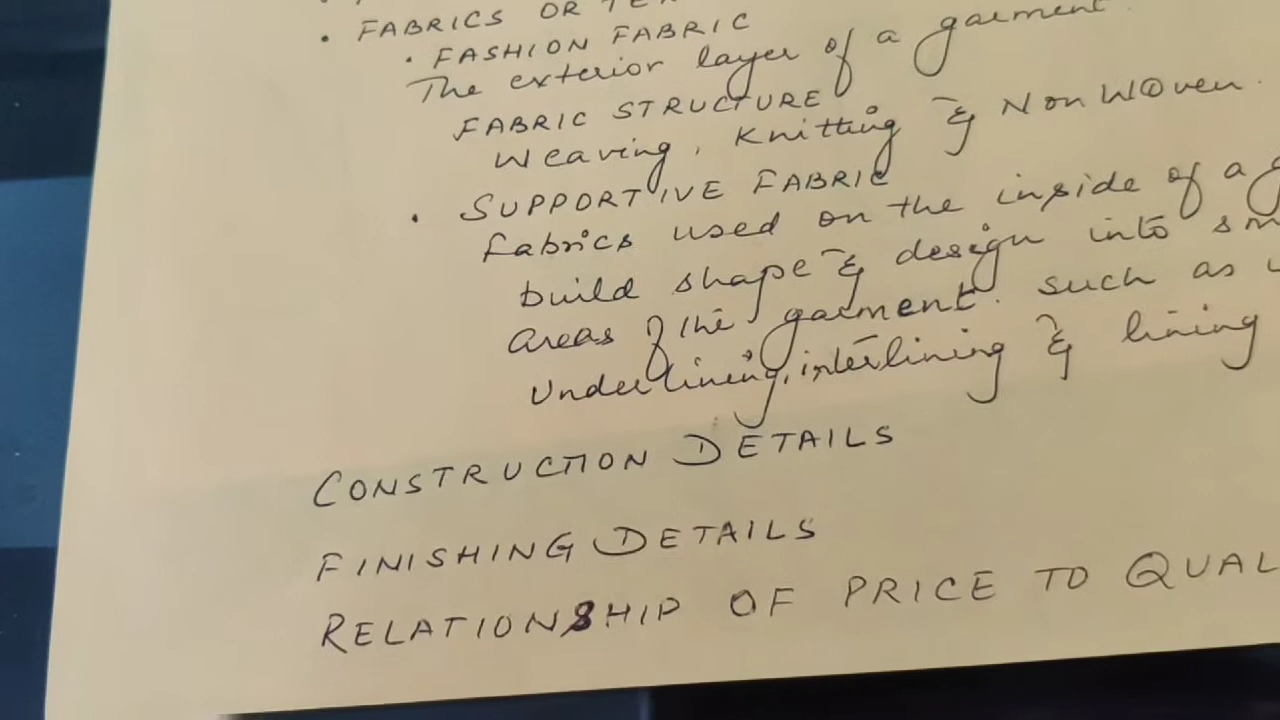 • FABRICS OR
• FASHION FABRIC
The exterior layer of a garment.
FABRIC STRUCTURE
Weaving, Knitting & Non Woven.
• SUPPORTIVE FABRIC
fabrics used on the inside of a
build shape & design into
areas of the garment. such as
Underlining, interlining & lining
CONSTRUCTION DETAILS
FINISHING DETAILS
RELATIONSHIP OF PRICE TO QUAL